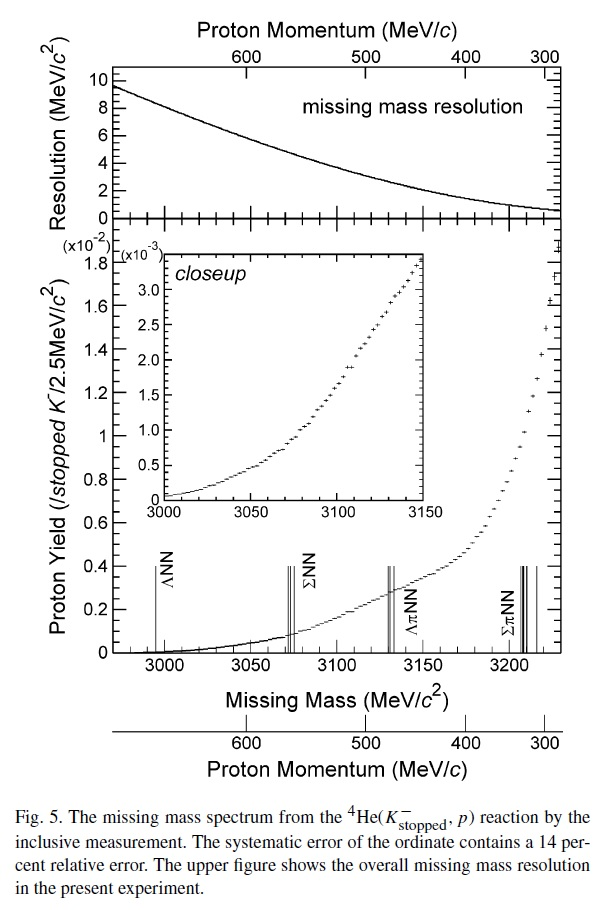 Proton Momentum (MeV/c)
600 500 400 300
Resolution (MeV/c²)
10
8
6
4
2
0
missing mass resolution
(x10⁻²)
Proton Yield (/stopped K⁻/2.5MeV/c²)
1.8
1.6
1.4
1.2
1
0.8
0.6
0.4
0.2
0
(x10⁻³)
closeup
3.0
2.5
2.0
1.5
1.0
0.5
0
3000 3050 3100 3150
ΛNN
ΣNN
ΛπNN
ΣπNN
3000 3050 3100 3150 3200
Missing Mass (MeV/c²)
600 500 400 300
Proton Momentum (MeV/c)
Fig. 5. The missing mass spectrum from the ⁴He(K⁻stopped, p) reaction by the
inclusive measurement. The systematic error of the ordinate contains a 14 per-
cent relative error. The upper figure shows the overall missing mass resolution
in the present experiment.